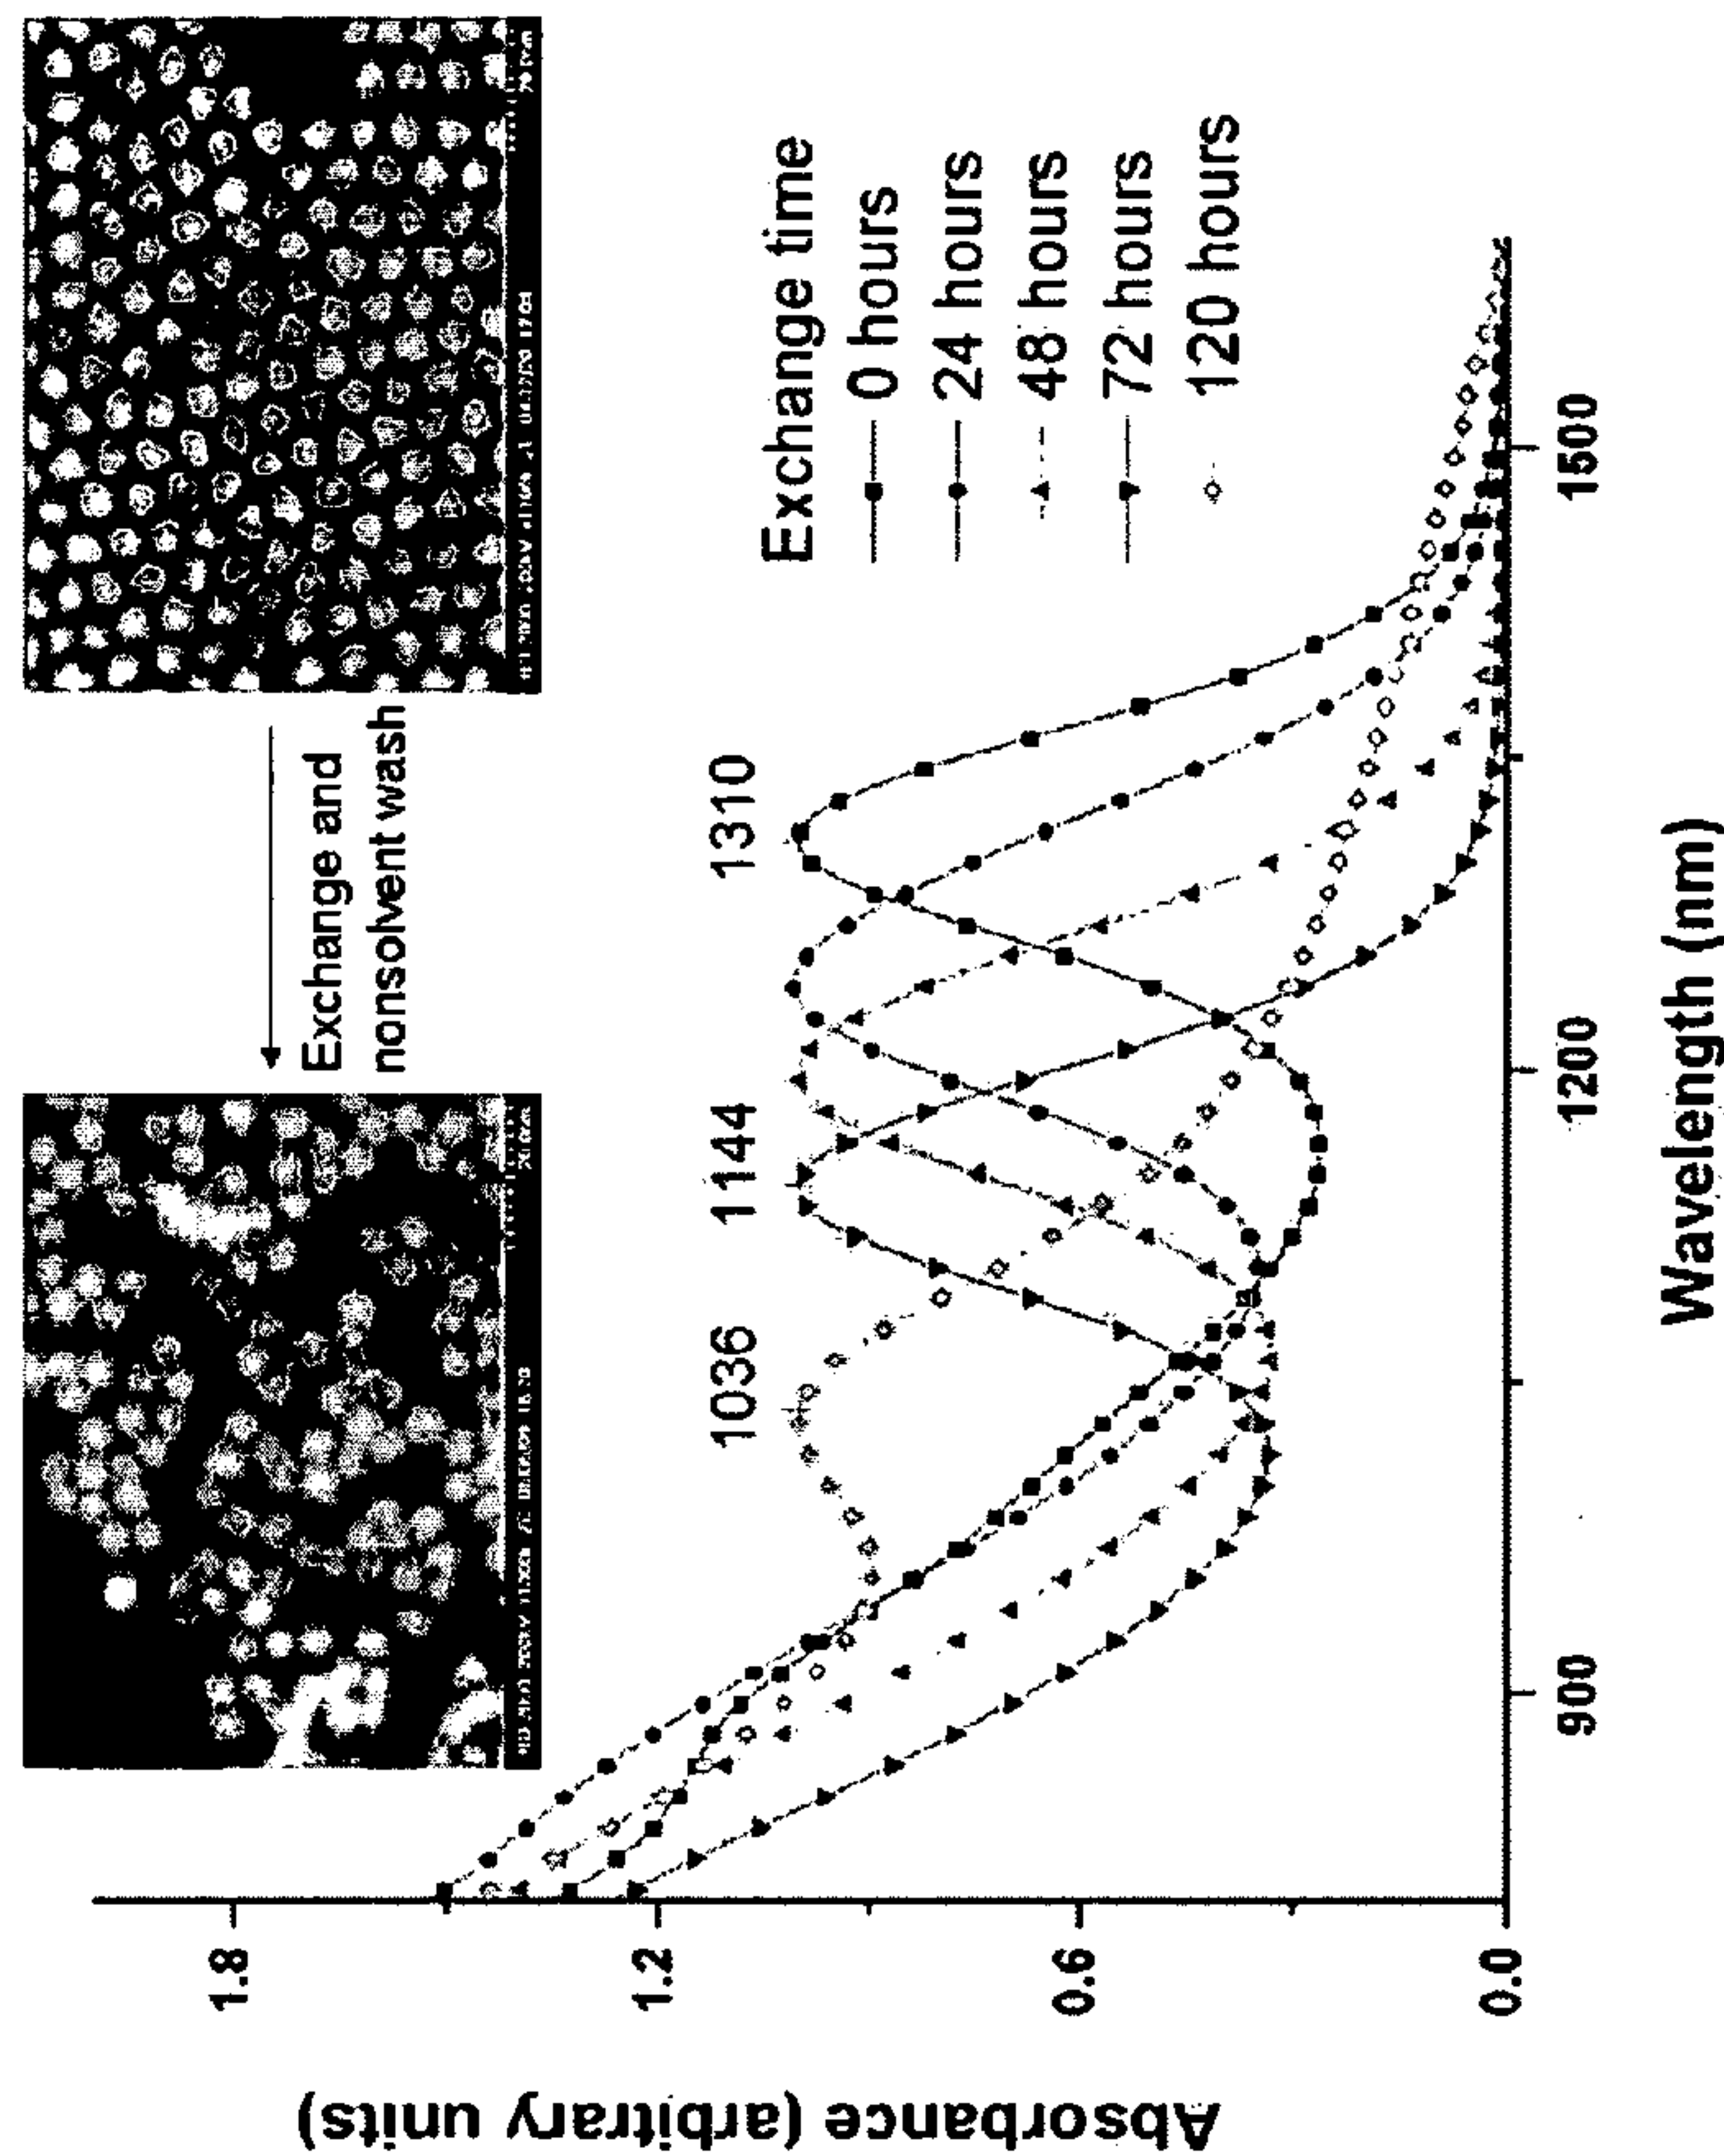 Exchange and
nonsolvent wash
Exchange time
0 hours
24 hours
48 hours
72 hours
120 hours
1036
1144
1310
Absorbance (arbitrary units)
1.8
1.2
0.6
0.0
900
1200
1500
Wavelength (nm)